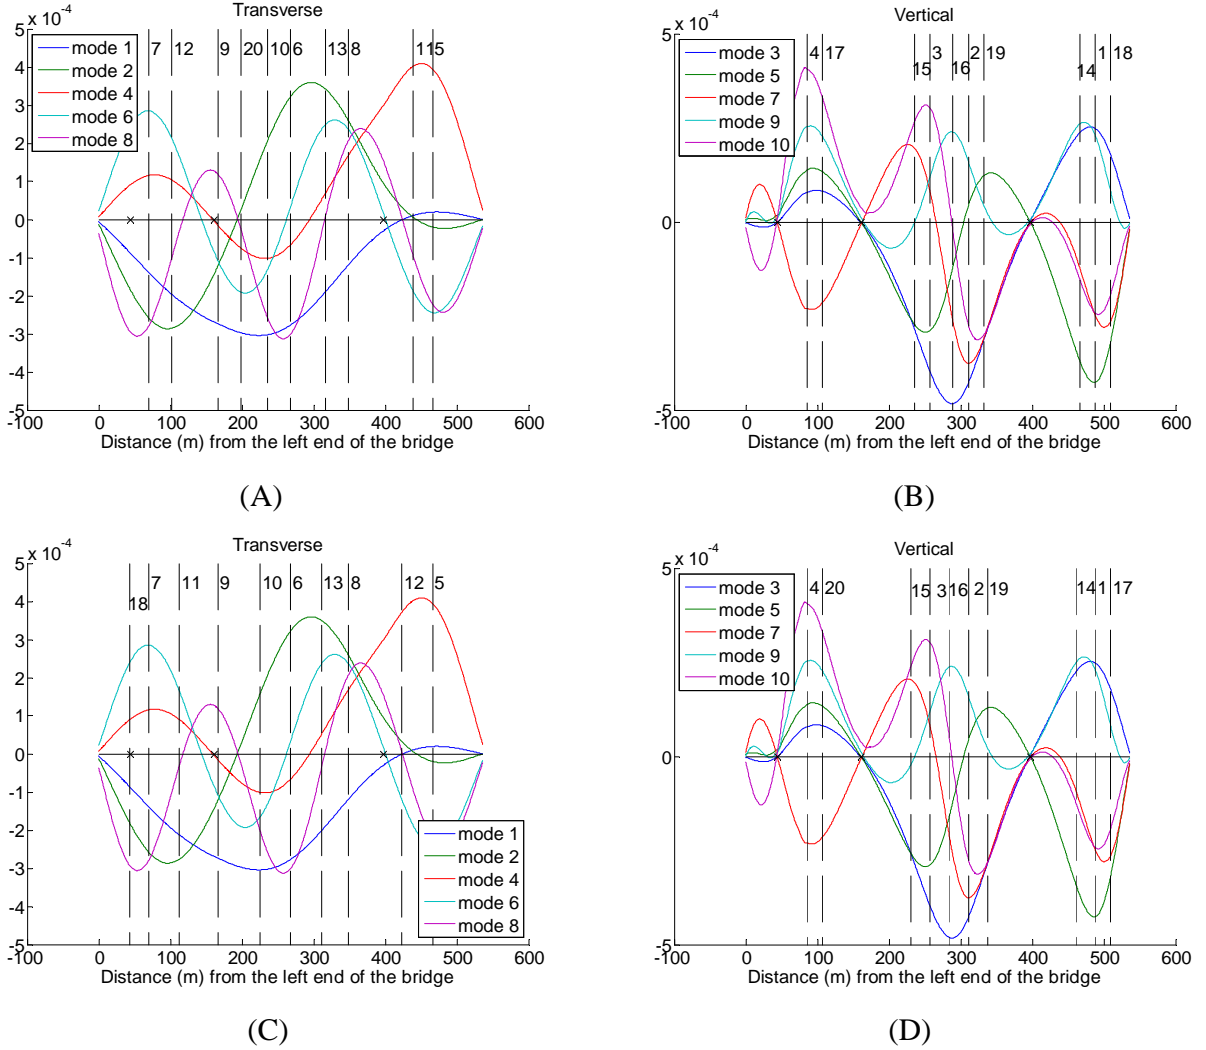 Transverse
x 10-4
7 12 9 20 10 6 13 8 115
mode 1
mode 2
mode 4
mode 6
mode 8
5
4
3
2
1
0
-1
-2
-3
-4
-5
-100 0 100 200 300 400 500 600
Distance (m) from the left end of the bridge
(A)
Vertical
x 10-4
4 17 15 3 16 2 19 14 1 18
mode 3
mode 5
mode 7
mode 9
mode 10
5
0
-5
-100 0 100 200 300 400 500 600
Distance (m) from the left end of the bridge
(B)
Transverse
x 10-4
18 7 11 9 10 6 13 8 12 5
5
4
3
2
1
0
-1
-2
-3
-4
-5
mode 1
mode 2
mode 4
mode 6
mode 8
-100 0 100 200 300 400 500 600
Distance (m) from the left end of the bridge
(C)
Vertical
x 10-4
4 20 15 3 16 2 19 14 1 17
mode 3
mode 5
mode 7
mode 9
mode 10
5
0
-5
-100 0 100 200 300 400 500 600
Distance (m) from the left end of the bridge
(D)